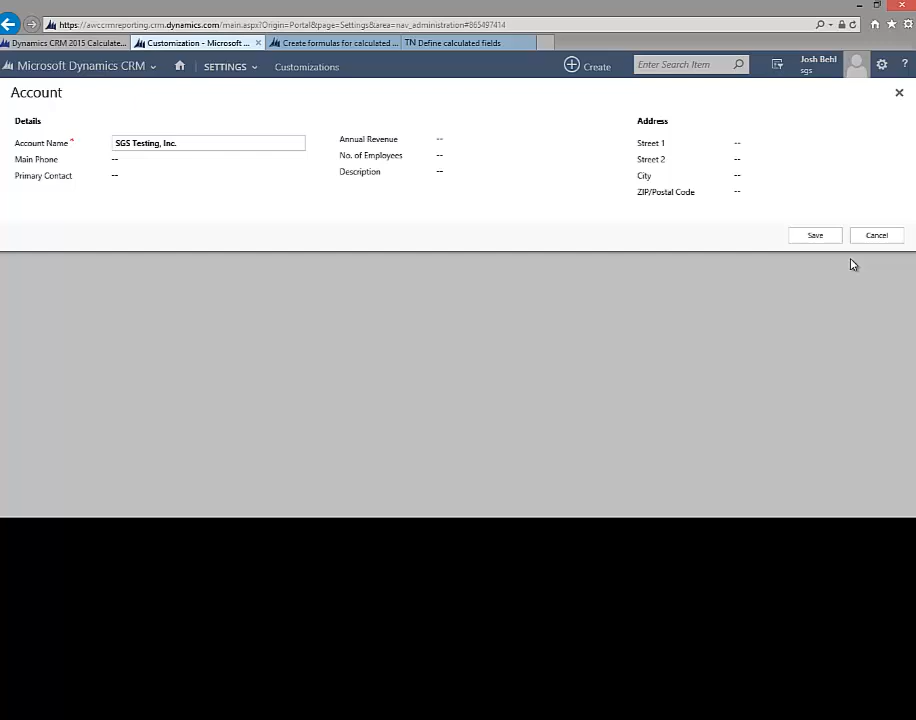 https://awccrmreporting.crm.dynamics.com/main.aspx?Origin=Portal&page=Settings&area=nav_administration#865497414
Dynamics CRM 2015 Calculate...
Customization - Microsoft ...
Create formulas for calculated ...
TN Define calculated fields
Microsoft Dynamics CRM
SETTINGS
Customizations
Create
Enter Search Item
Josh Behl
sgs
?
Account
Details
Account Name *
SGS Testing, Inc.
Main Phone
--
Primary Contact
--
Annual Revenue
--
No. of Employees
--
Description
--
Address
Street 1
--
Street 2
--
City
--
ZIP/Postal Code
--
Save
Cancel